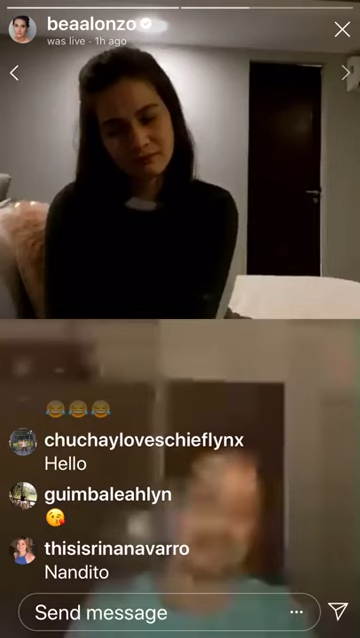 beaalonzo
was live · 1h ago
😂😂😂
chuchayloveschieflynx
Hello
guimbaleahlyn
😘
thisisrinanavarro
Nandito
Send message